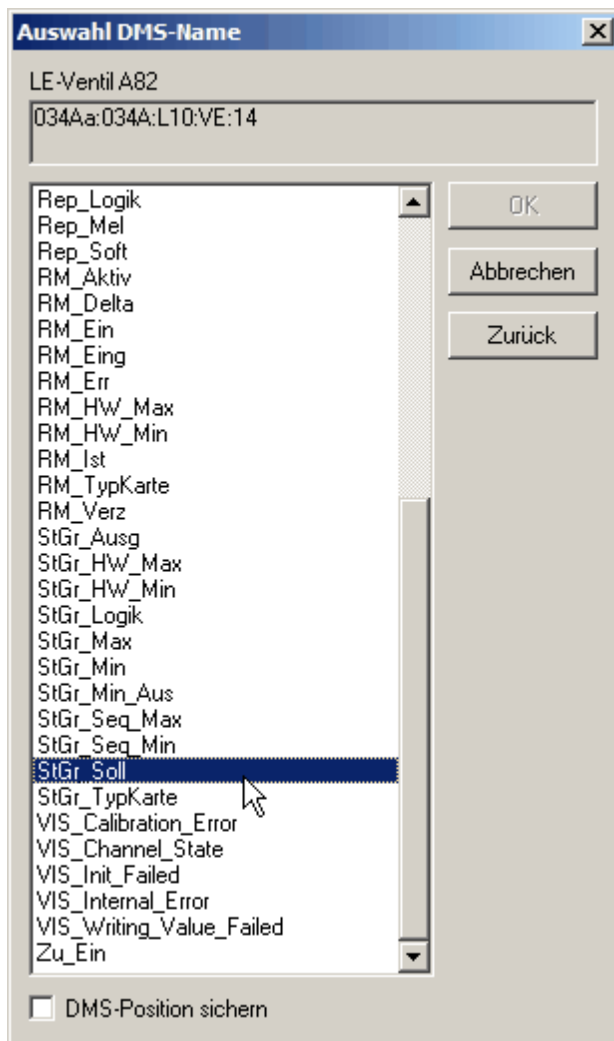 Auswahl DMS-Name
LE-Ventil A82
034Aa:034A:L10:VE:14
Rep_Logik
Rep_Mel
Rep_Soft
RM_Aktiv
RM_Delta
RM_Ein
RM_Eing
RM_Err
RM_HW_Max
RM_HW_Min
RM_Ist
RM_TypKarte
RM_Verz
StGr_Ausg
StGr_HW_Max
StGr_HW_Min
StGr_Logik
StGr_Max
StGr_Min
StGr_Min_Aus
StGr_Seq_Max
StGr_Seq_Min
StGr_Soll
StGr_TypKarte
VIS_Calibration_Error
VIS_Channel_State
VIS_Init_Failed
VIS_Internal_Error
VIS_Writing_Value_Failed
Zu_Ein
OK
Abbrechen
Zurück
DMS-Position sichern